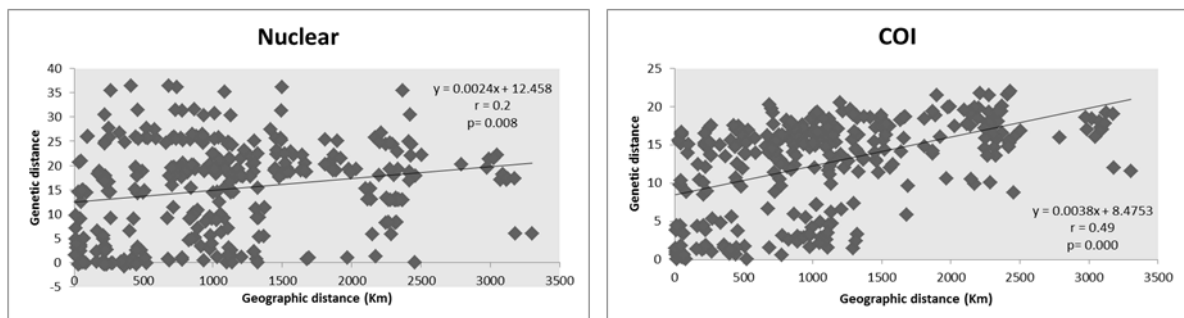 Nuclear
40
35
30
25
20
15
10
5
0
-5
Genetic distance
y = 0.0024x + 12.458
r = 0.2
p= 0.008
0 500 1000 1500 2000 2500 3000 3500
Geographic distance (Km)
COI
25
20
15
10
5
0
Genetic distance
y = 0.0038x + 8.4753
r = 0.49
p= 0.000
0 500 1000 1500 2000 2500 3000 3500
Geographic distance (Km)